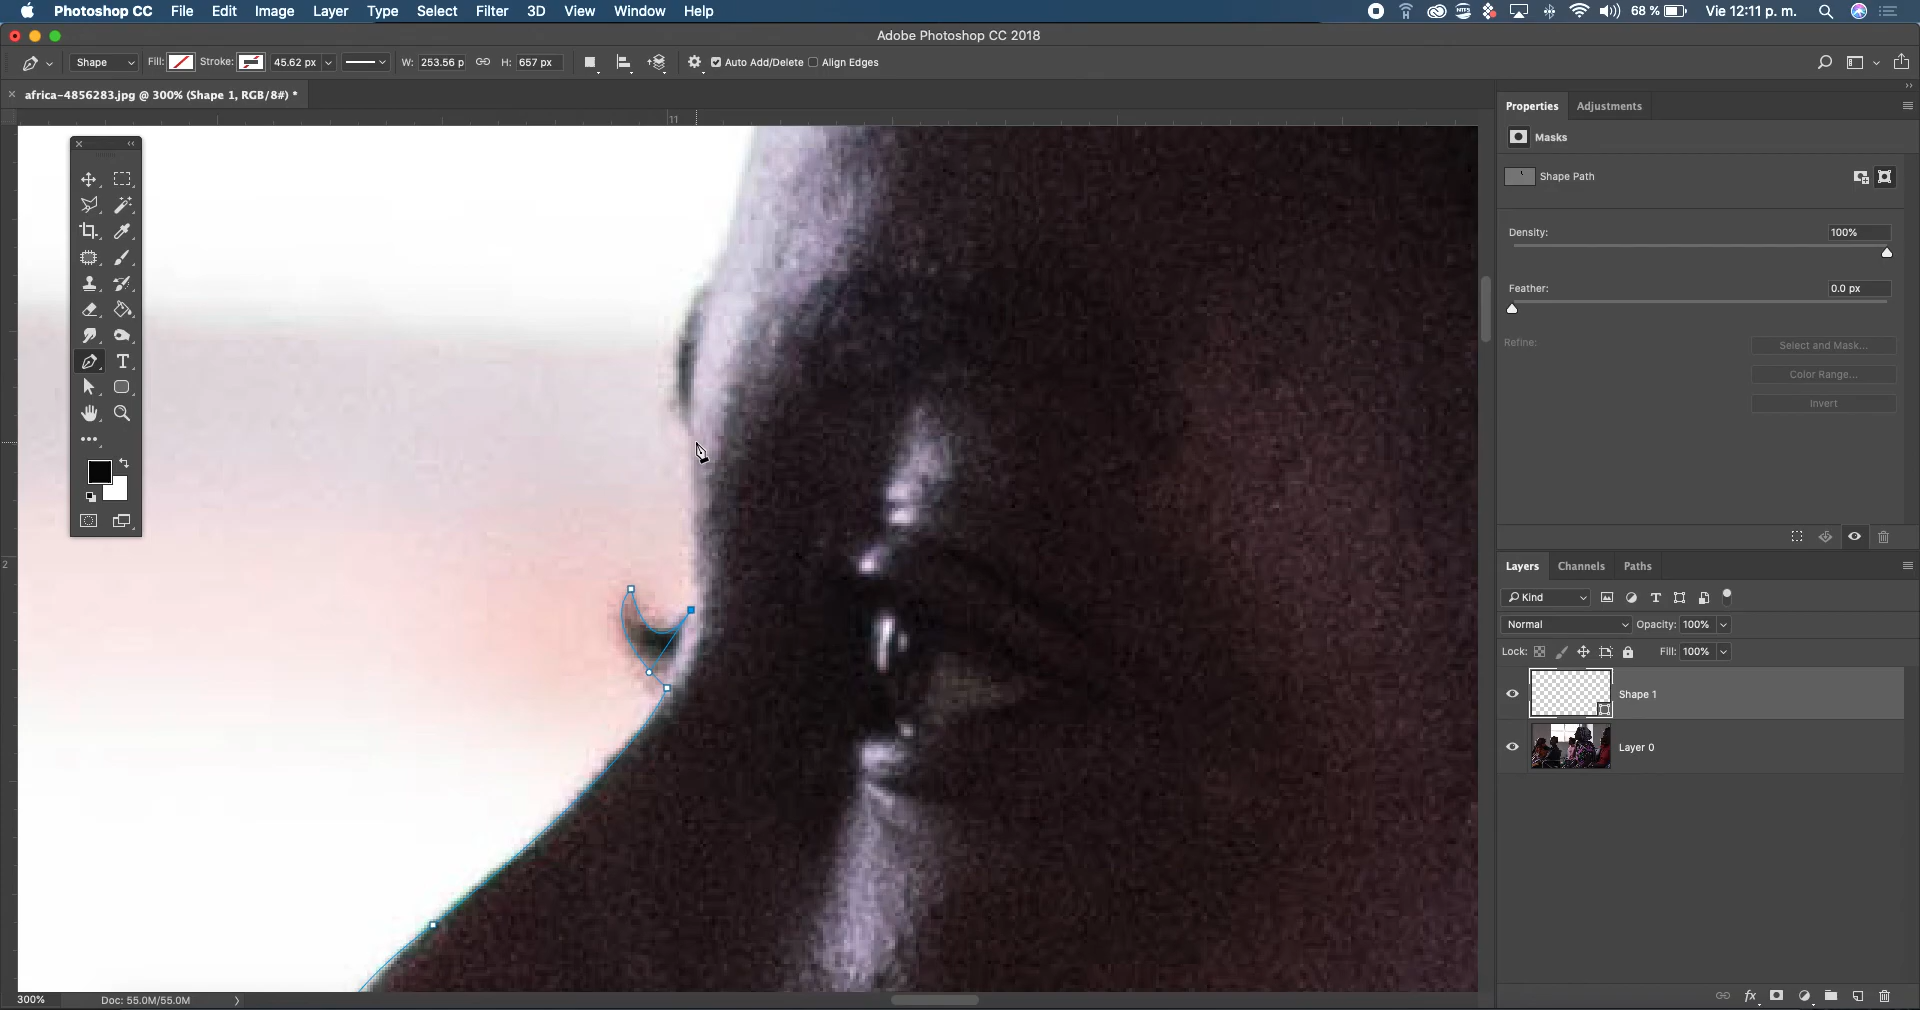 Photoshop CC File Edit Image Layer Type Select Filter 3D View Window Help 68 % Vie 12:11 p. m.
Adobe Photoshop CC 2018
Shape Fill: Stroke: 45.62 px W: 253.56 p H: 657 px Auto Add/Delete Align Edges
africa-4856283.jpg @ 300% (Shape 1, RGB/8#) *
11
2
Properties Adjustments
Masks
Shape Path
Density: 100%
Feather: 0.0 px
Refine:
Select and Mask...
Color Range...
Invert
Layers Channels Paths
Kind
Normal Opacity: 100%
Lock: Fill: 100%
Shape 1
Layer 0
300% Doc: 55.0M/55.0M